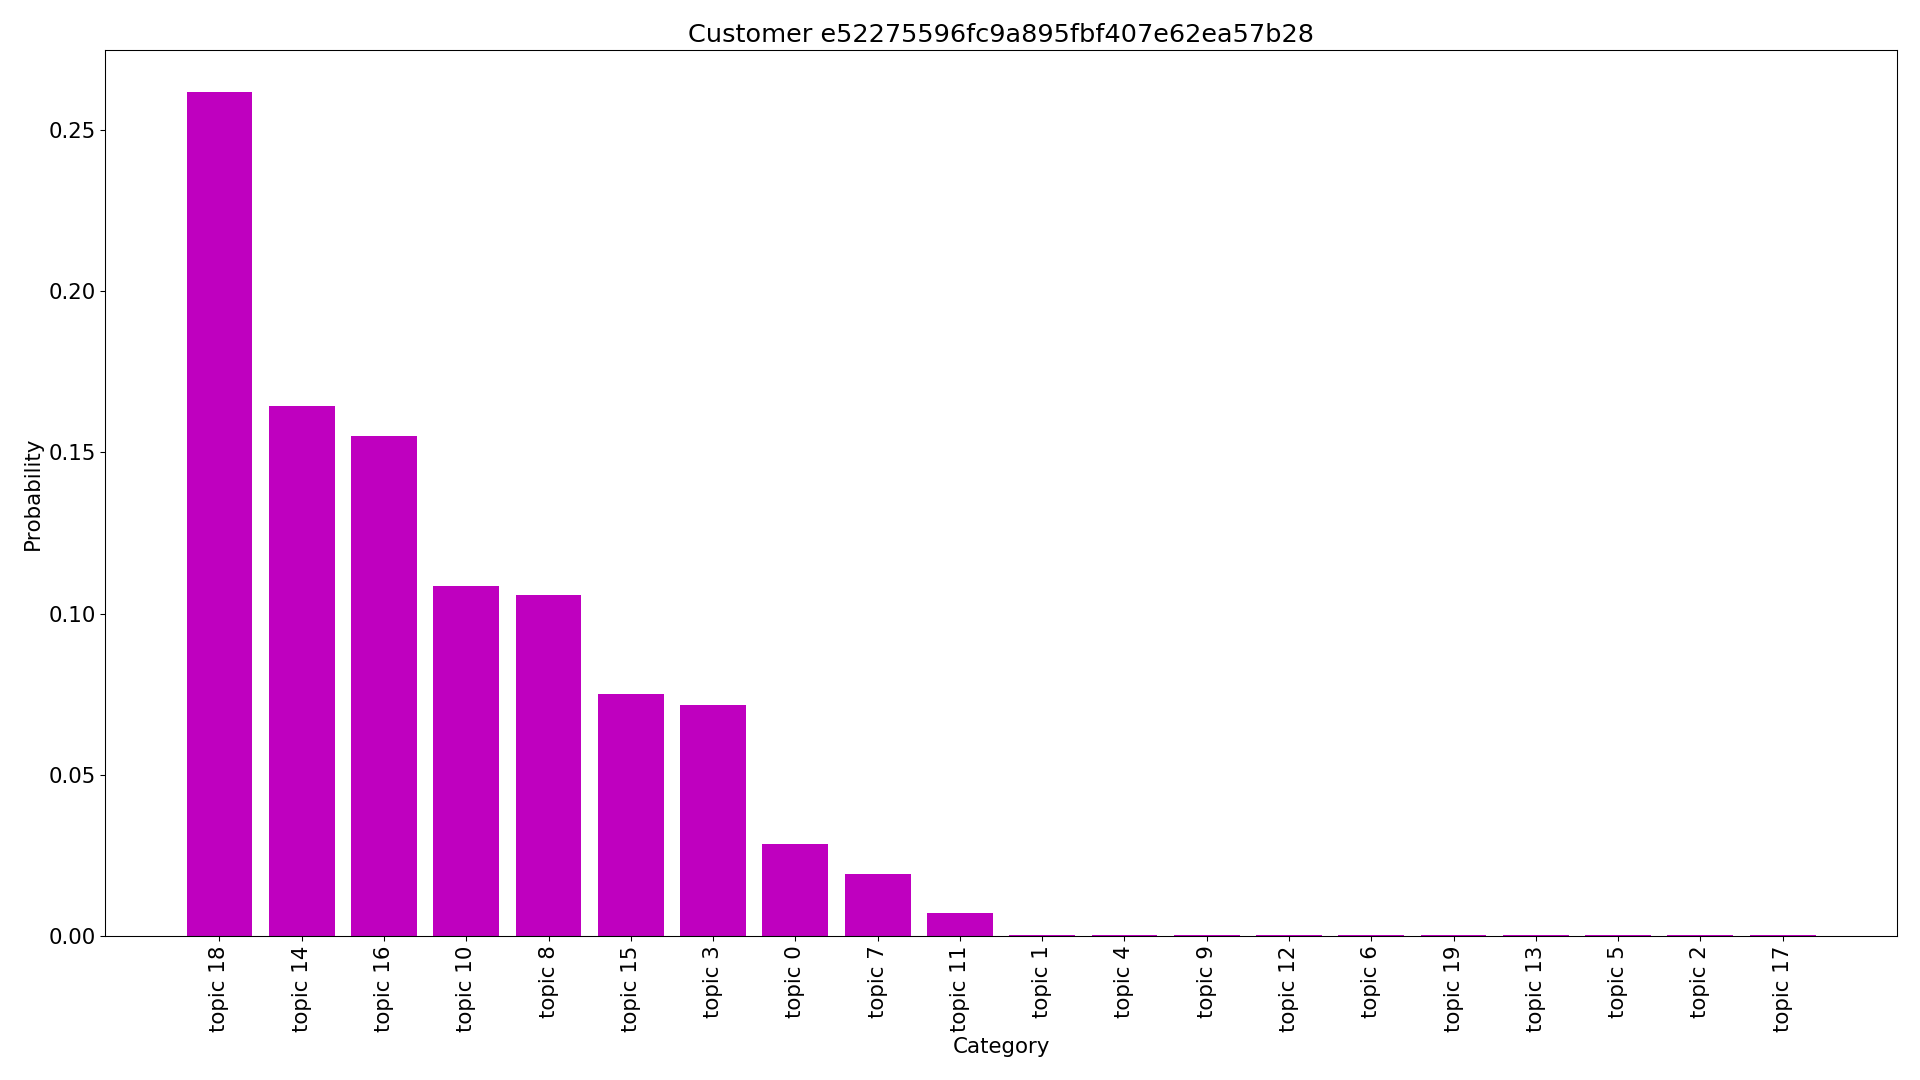 Customer e52275596fc9a895fbf407e62ea57b28
Probability
0.25
0.20
0.15
0.10
0.05
0.00
topic 18
topic 14
topic 16
topic 10
topic 8
topic 15
topic 3
topic 0
topic 7
topic 11
topic 1
topic 4
topic 9
topic 12
topic 6
topic 19
topic 13
topic 5
topic 2
topic 17
Category